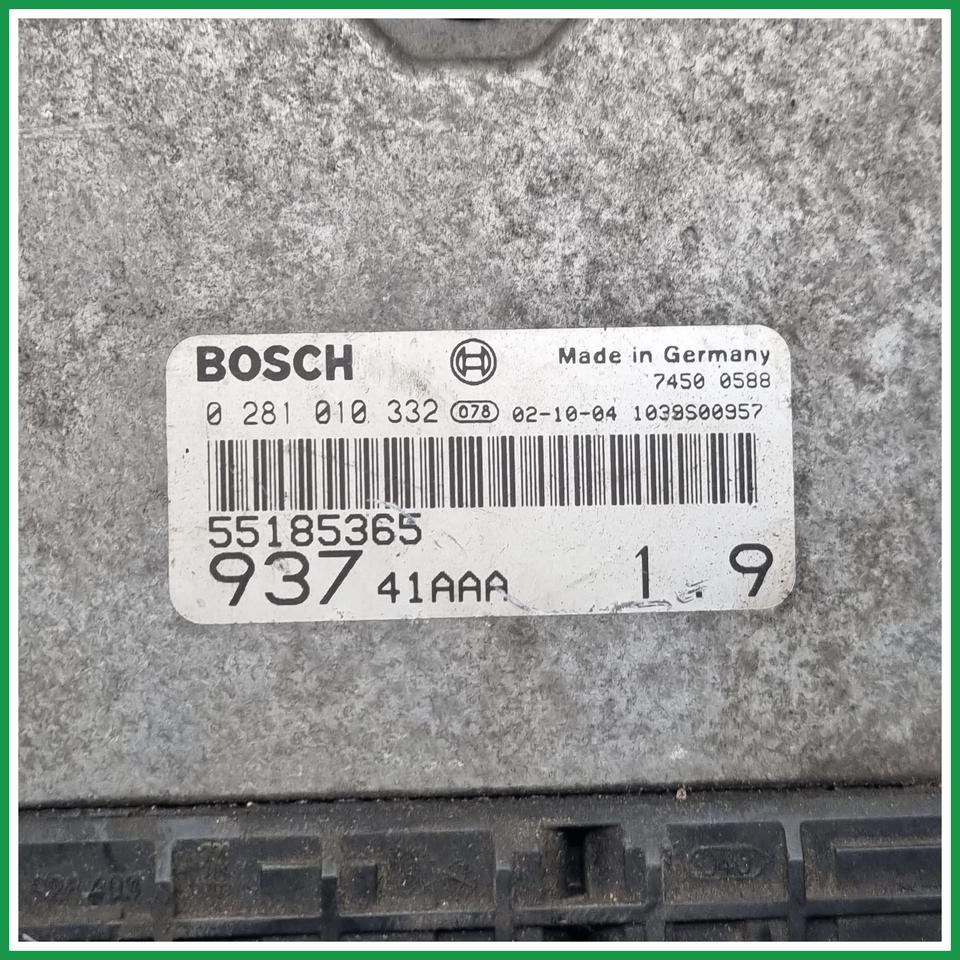 BOSCH Made in Germany
7450 0588
0 281 010 332 078 02-10-04 1039S00957
55185365
937 41AAA 1.9